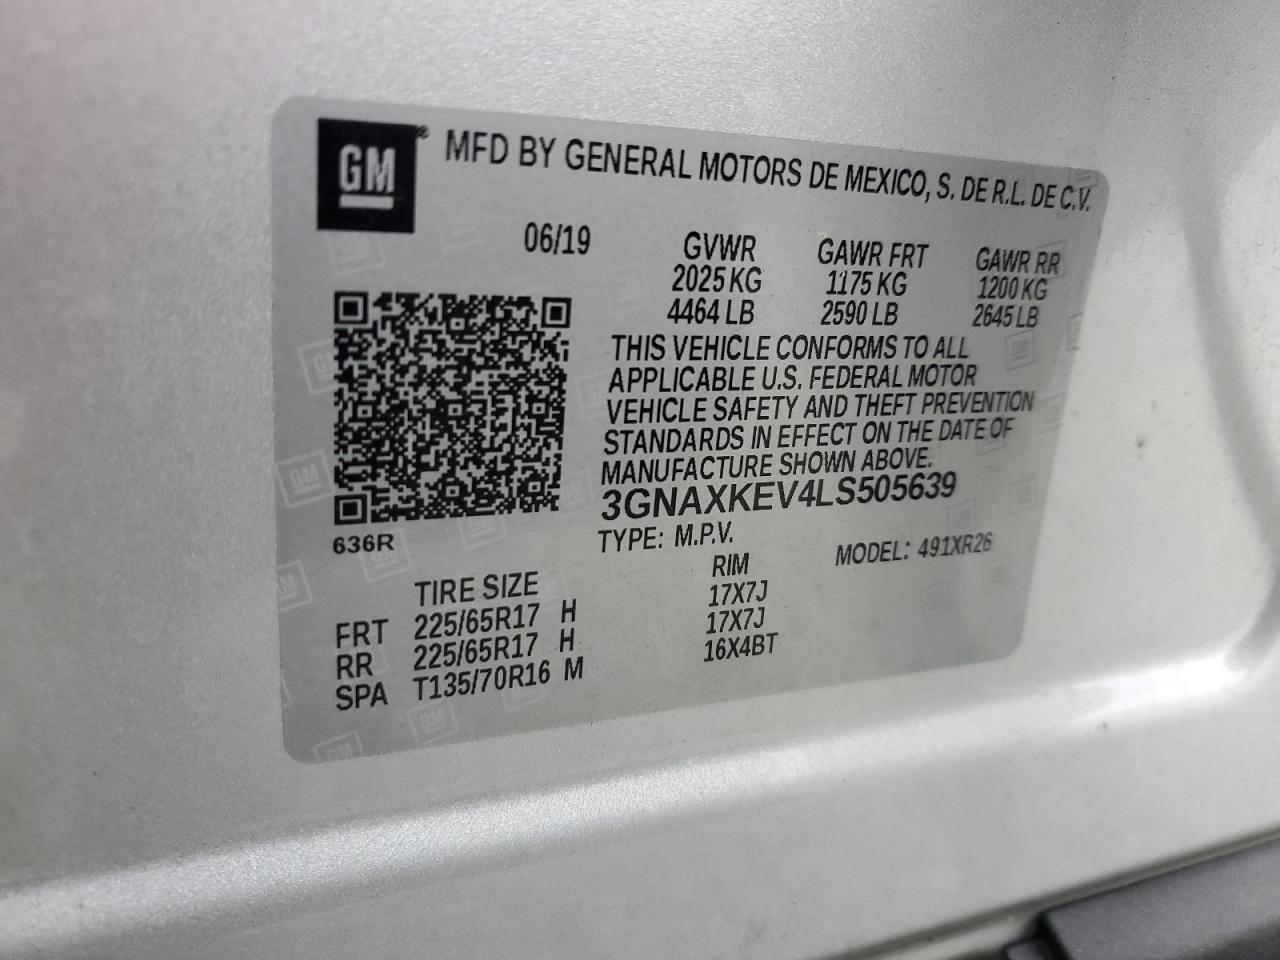 GM® MFD BY GENERAL MOTORS DE MEXICO, S. DE R.L. DE C.V.
06/19 GVWR GAWR FRT GAWR RR
2025 KG 1175 KG 1200 KG
4464 LB 2590 LB 2645 LB
THIS VEHICLE CONFORMS TO ALL
APPLICABLE U.S. FEDERAL MOTOR
VEHICLE SAFETY AND THEFT PREVENTION
STANDARDS IN EFFECT ON THE DATE OF
MANUFACTURE SHOWN ABOVE.
3GNAXKEV4LS505639
636R TYPE: M.P.V. MODEL: 491XR26
TIRE SIZE RIM
FRT 225/65R17 H 17X7J
RR 225/65R17 H 17X7J
SPA T135/70R16 M 16X4BT